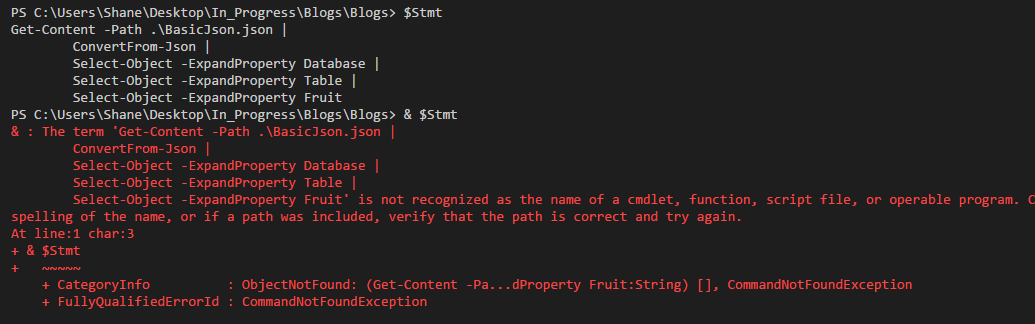 PS C:\Users\Shane\Desktop\In_Progress\Blogs\Blogs> $Stmt
Get-Content -Path .\BasicJson.json |
        ConvertFrom-Json |
        Select-Object -ExpandProperty Database |
        Select-Object -ExpandProperty Table |
        Select-Object -ExpandProperty Fruit
PS C:\Users\Shane\Desktop\In_Progress\Blogs\Blogs> & $Stmt
& : The term 'Get-Content -Path .\BasicJson.json |
        ConvertFrom-Json |
        Select-Object -ExpandProperty Database |
        Select-Object -ExpandProperty Table |
        Select-Object -ExpandProperty Fruit' is not recognized as the name of a cmdlet, function, script file, or operable program. C
spelling of the name, or if a path was included, verify that the path is correct and try again.
At line:1 char:3
+ & $Stmt
+   ~~~~~
    + CategoryInfo          : ObjectNotFound: (Get-Content -Pa...dProperty Fruit:String) [], CommandNotFoundException
    + FullyQualifiedErrorId : CommandNotFoundException